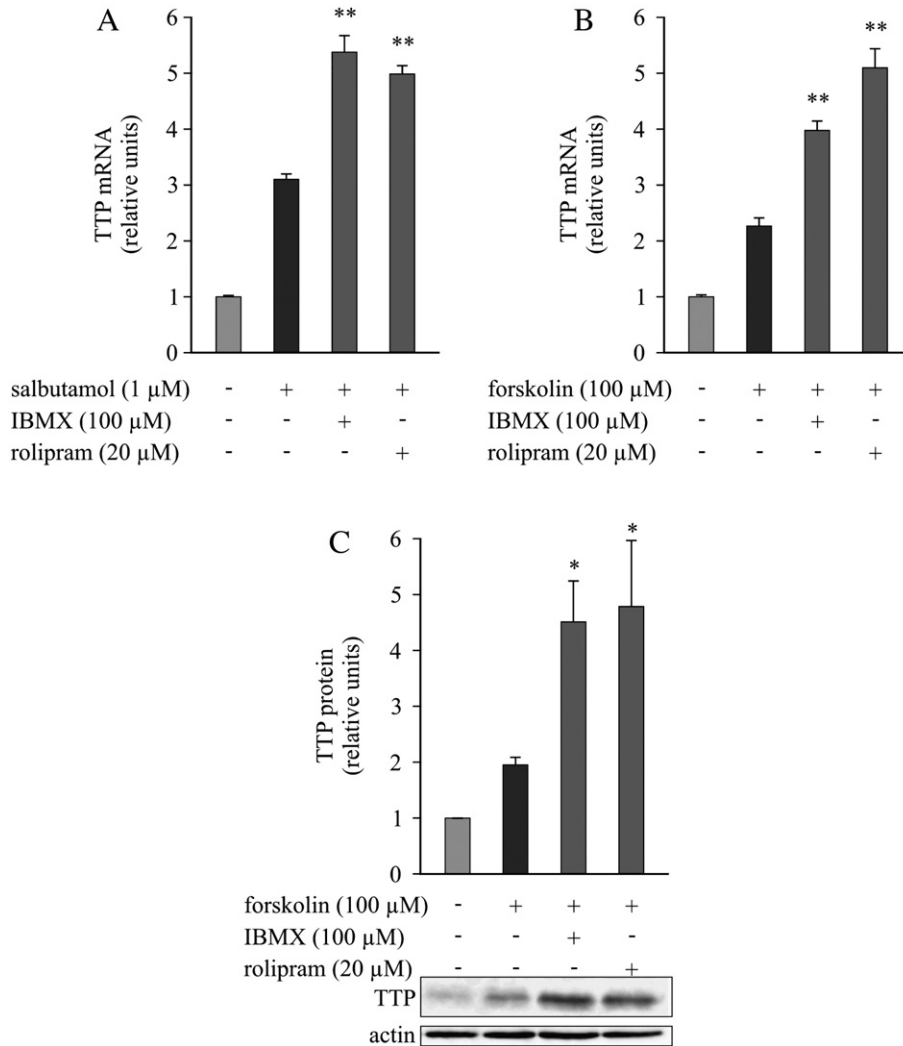 A
TTP mRNA
(relative units)
6
5
4
3
2
1
0
** **
salbutamol (1 µM) - + + +
IBMX (100 µM) - - + -
rolipram (20 µM) - - - +
B
TTP mRNA
(relative units)
6
5
4
3
2
1
0
** **
forskolin (100 µM) - + + +
IBMX (100 µM) - - + -
rolipram (20 µM) - - - +
C
TTP protein
(relative units)
6
5
4
3
2
1
0
* *
forskolin (100 µM) - + + +
IBMX (100 µM) - - + -
rolipram (20 µM) - - - +
TTP
actin